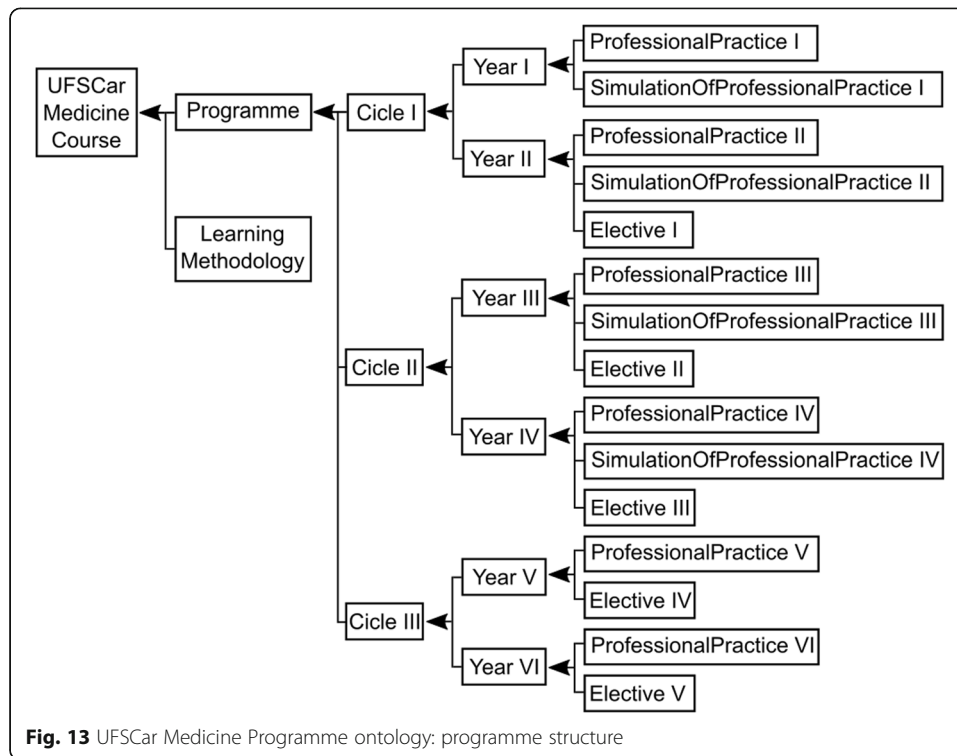 UFSCar
Medicine
Course
Programme
Learning
Methodology
Cicle I
Year I
ProfessionalPractice I
SimulationOfProfessionalPractice I
Year II
ProfessionalPractice II
SimulationOfProfessionalPractice II
Elective I
Cicle II
Year III
ProfessionalPractice III
SimulationOfProfessionalPractice III
Elective II
Year IV
ProfessionalPractice IV
SimulationOfProfessionalPractice IV
Elective III
Cicle III
Year V
ProfessionalPractice V
Elective IV
Year VI
ProfessionalPractice VI
Elective V
Fig. 13 UFSCar Medicine Programme ontology: programme structure